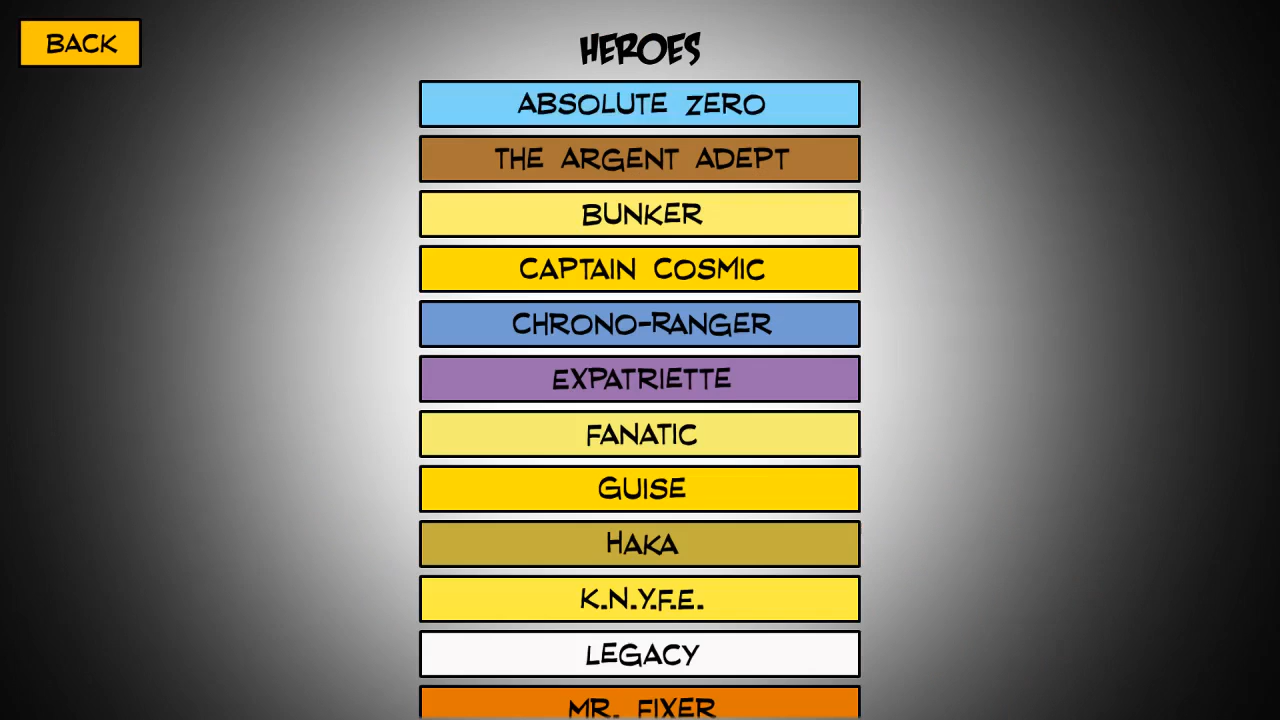 BACK
HEROES
ABSOLUTE ZERO
THE ARGENT ADEPT
BUNKER
CAPTAIN COSMIC
CHRONO-RANGER
EXPATRIETTE
FANATIC
GUISE
HAKA
K.N.Y.F.E.
LEGACY
MR. FIXER